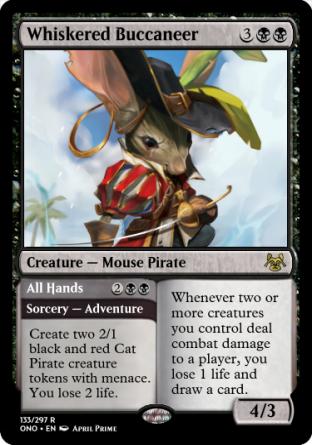 Whiskered Buccaneer 3
Creature — Mouse Pirate
All Hands 2
Sorcery — Adventure
Create two 2/1
black and red Cat
Pirate creature
tokens with menace.
You lose 2 life.
Whenever two or
more creatures
you control deal
combat damage
to a player, you
lose 1 life and
draw a card.
4/3
133/297 R
ONO • EN April Prime